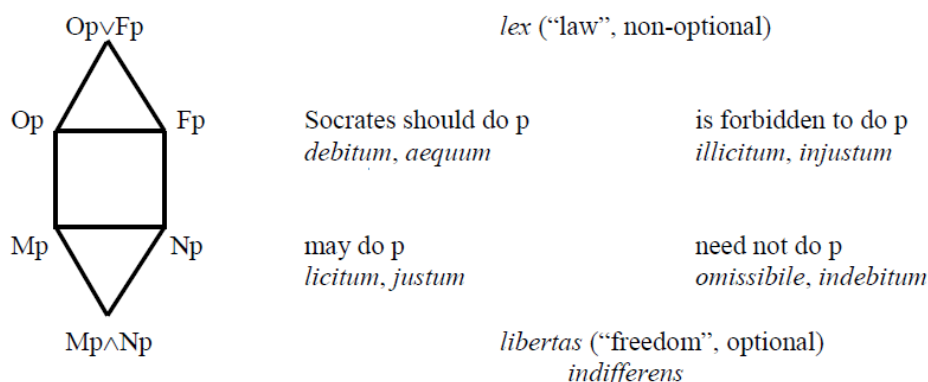 Op∨Fp lex (“law”, non-optional)
Op Fp Socrates should do p is forbidden to do p
debitum, aequum illicitum, injustum
Mp Np may do p need not do p
licitum, justum omissibile, indebitum
Mp∧Np libertas (“freedom”, optional)
indifferens